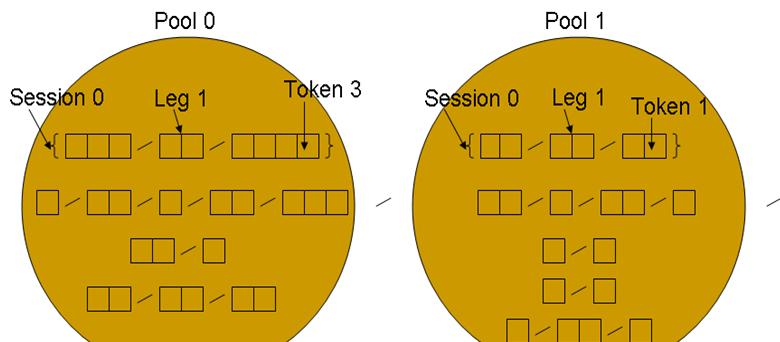 Pool 0
Pool 1
Session 0
Leg 1
Token 3
Session 0
Leg 1
Token 1